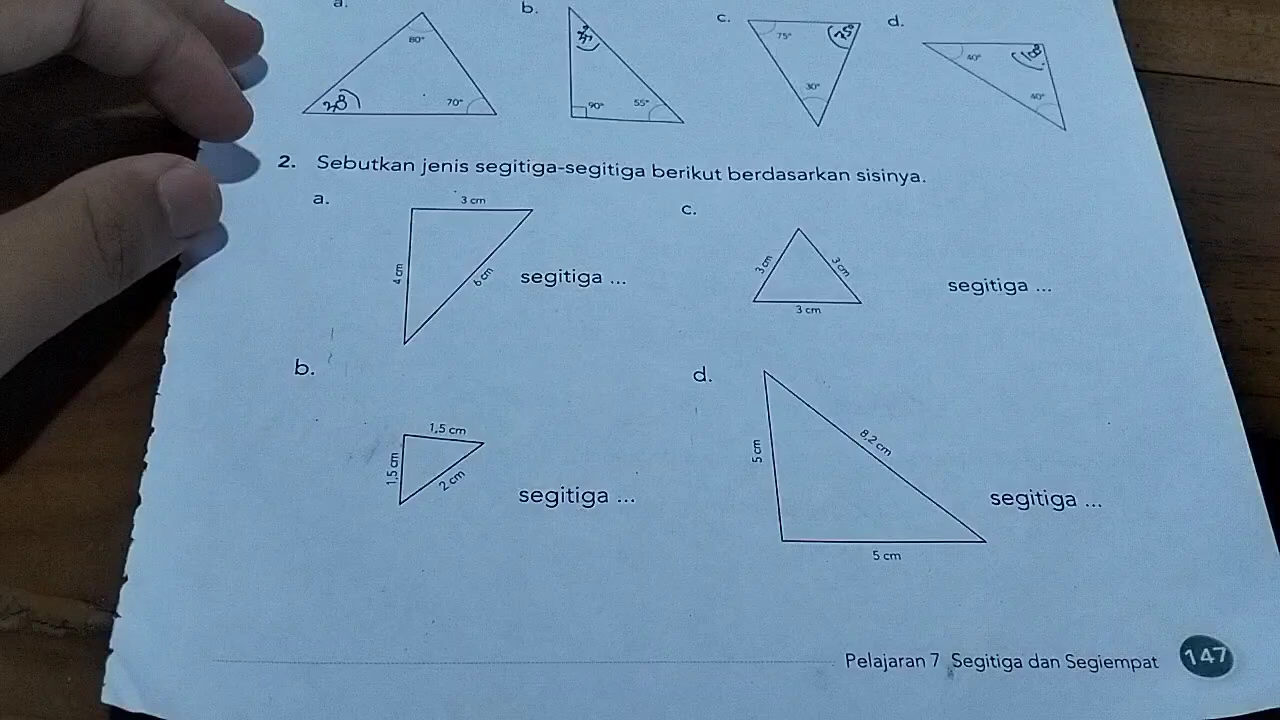 a.
b.
c.
d.
80°
70°
90°
55°
75°
75°
30°
40°
100
40°
2. Sebutkan jenis segitiga-segitiga berikut berdasarkan sisinya.
a.
3 cm
4 cm
6 cm
segitiga ...
c.
3 cm
3 cm
3 cm
segitiga ...
b.
1,5 cm
1,5 cm
2 cm
segitiga ...
d.
5 cm
8,2 cm
5 cm
segitiga ...
Pelajaran 7 Segitiga dan Segiempat 147